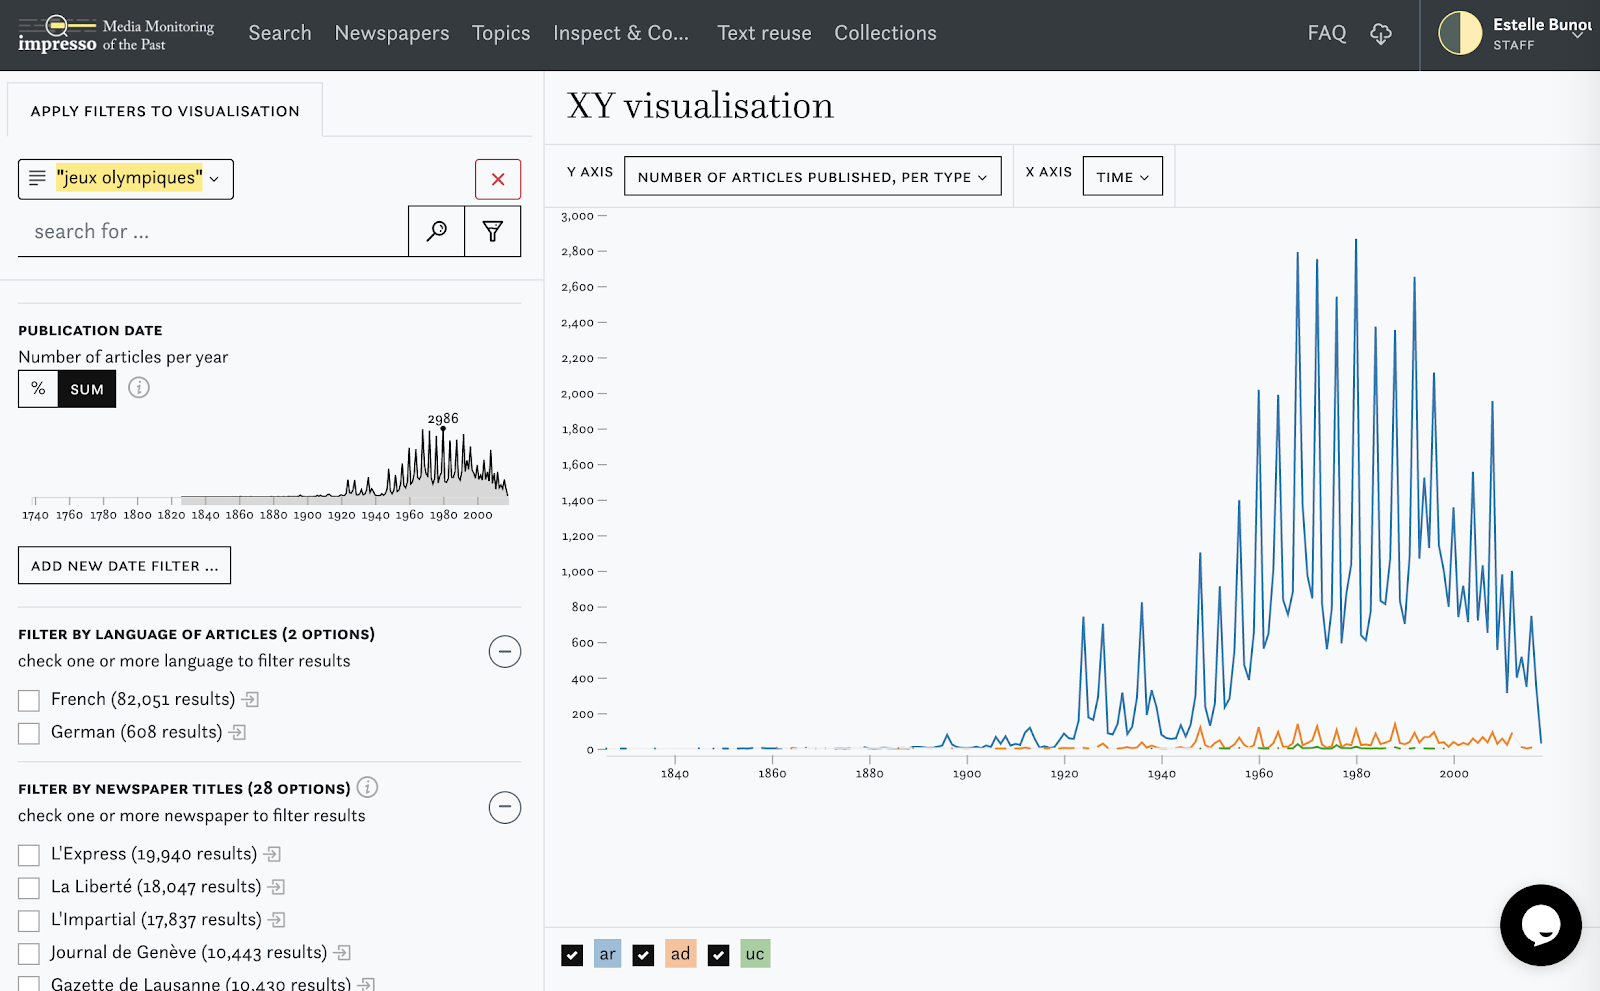 impresso Media Monitoring of the Past
Search Newspapers Topics Inspect & Co... Text reuse Collections
FAQ
Estelle Bunou
STAFF
APPLY FILTERS TO VISUALISATION
"jeux olympiques"
search for ...
PUBLICATION DATE
Number of articles per year
% SUM
2986
1740 1760 1780 1800 1820 1840 1860 1880 1900 1920 1940 1960 1980 2000
ADD NEW DATE FILTER ...
FILTER BY LANGUAGE OF ARTICLES (2 OPTIONS)
check one or more language to filter results
French (82,051 results)
German (608 results)
FILTER BY NEWSPAPER TITLES (28 OPTIONS)
check one or more newspaper to filter results
L'Express (19,940 results)
La Liberté (18,047 results)
L'Impartial (17,837 results)
Journal de Genève (10,443 results)
Gazette de Lausanne (10,430 results)
XY visualisation
Y AXIS NUMBER OF ARTICLES PUBLISHED, PER TYPE X AXIS TIME
3,000
2,800
2,600
2,400
2,200
2,000
1,800
1,600
1,400
1,200
1,000
800
600
400
200
0
1840 1860 1880 1900 1920 1940 1960 1980 2000
ar ad uc